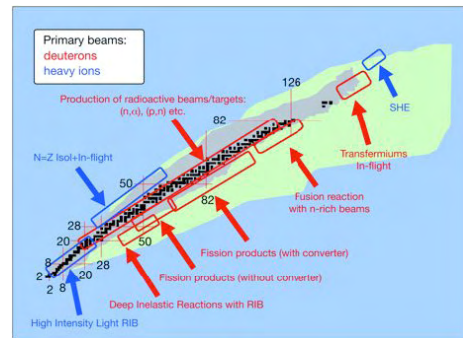 Primary beams:
deuterons
heavy ions
126
Production of radioactive beams/targets:
(n,α), (p,n) etc.
82
SHE
N=Z Isol+In-flight
Transfermiums
In-flight
50
Fusion reaction
with n-rich beams
82
28
20
50
Fission products (with converter)
8
28
2
20
Fission products (without converter)
2
8
Deep Inelastic Reactions with RIB
High Intensity Light RIB